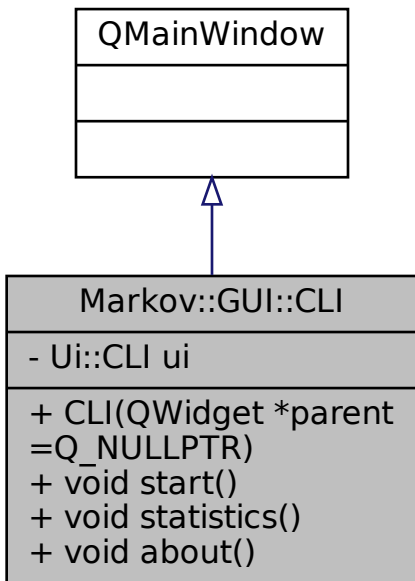 QMainWindow
Markov::GUI::CLI
- Ui::CLI ui
+ CLI(QWidget *parent
=Q_NULLPTR)
+ void start()
+ void statistics()
+ void about()